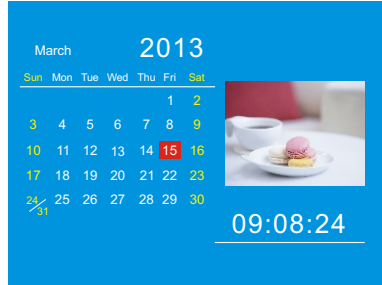 March 2013
Sun Mon Tue Wed Thu Fri Sat
1 2
3 4 5 6 7 8 9
10 11 12 13 14 15 16
17 18 19 20 21 22 23
24/31 25 26 27 28 29 30
09:08:24